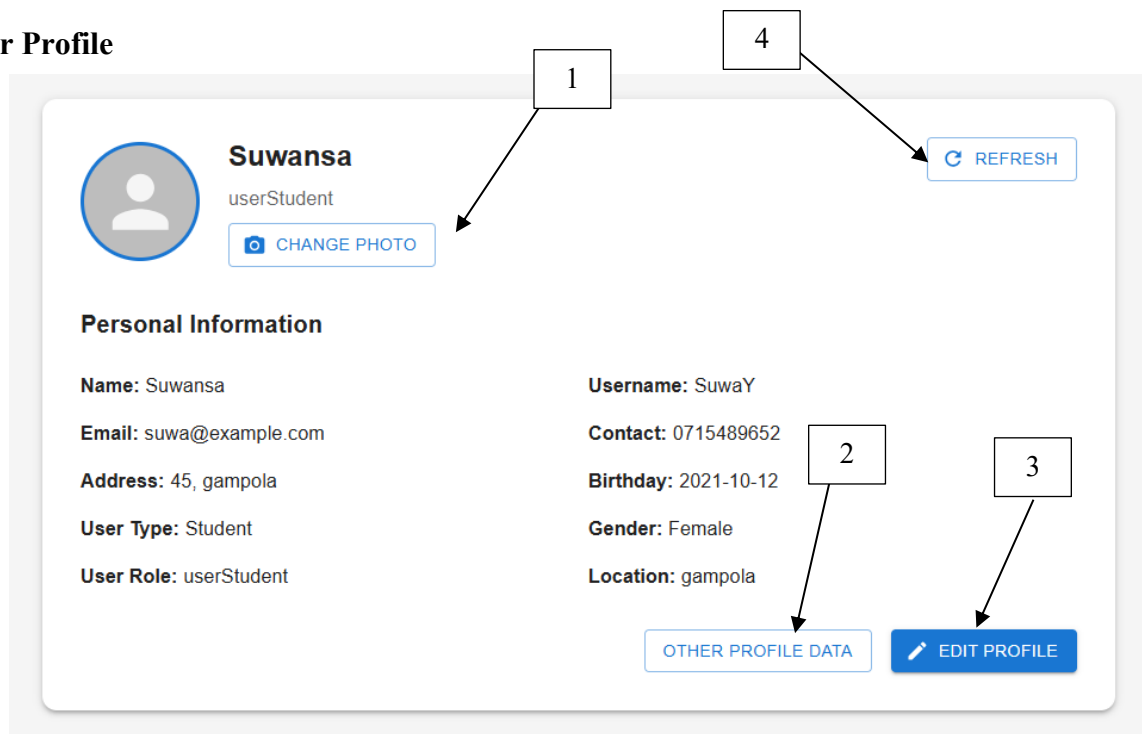 r Profile
4
1
Suwansa
REFRESH
userStudent
CHANGE PHOTO
Personal Information
Name: Suwansa
Username: SuwaY
Email: suwa@example.com
Contact: 0715489652
2
3
Address: 45, gampola
Birthday: 2021-10-12
User Type: Student
Gender: Female
User Role: userStudent
Location: gampola
OTHER PROFILE DATA
EDIT PROFILE